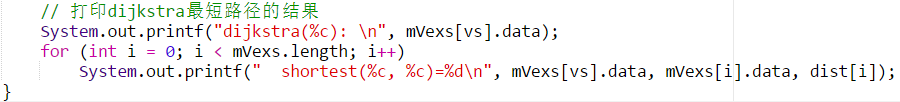 // 打印dijkstra最短路径的结果
System.out.printf("dijkstra(%c): \n", mVexs[vs].data);
for (int i = 0; i < mVexs.length; i++)
System.out.printf("  shortest(%c, %c)=%d\n", mVexs[vs].data, mVexs[i].data, dist[i]);
}